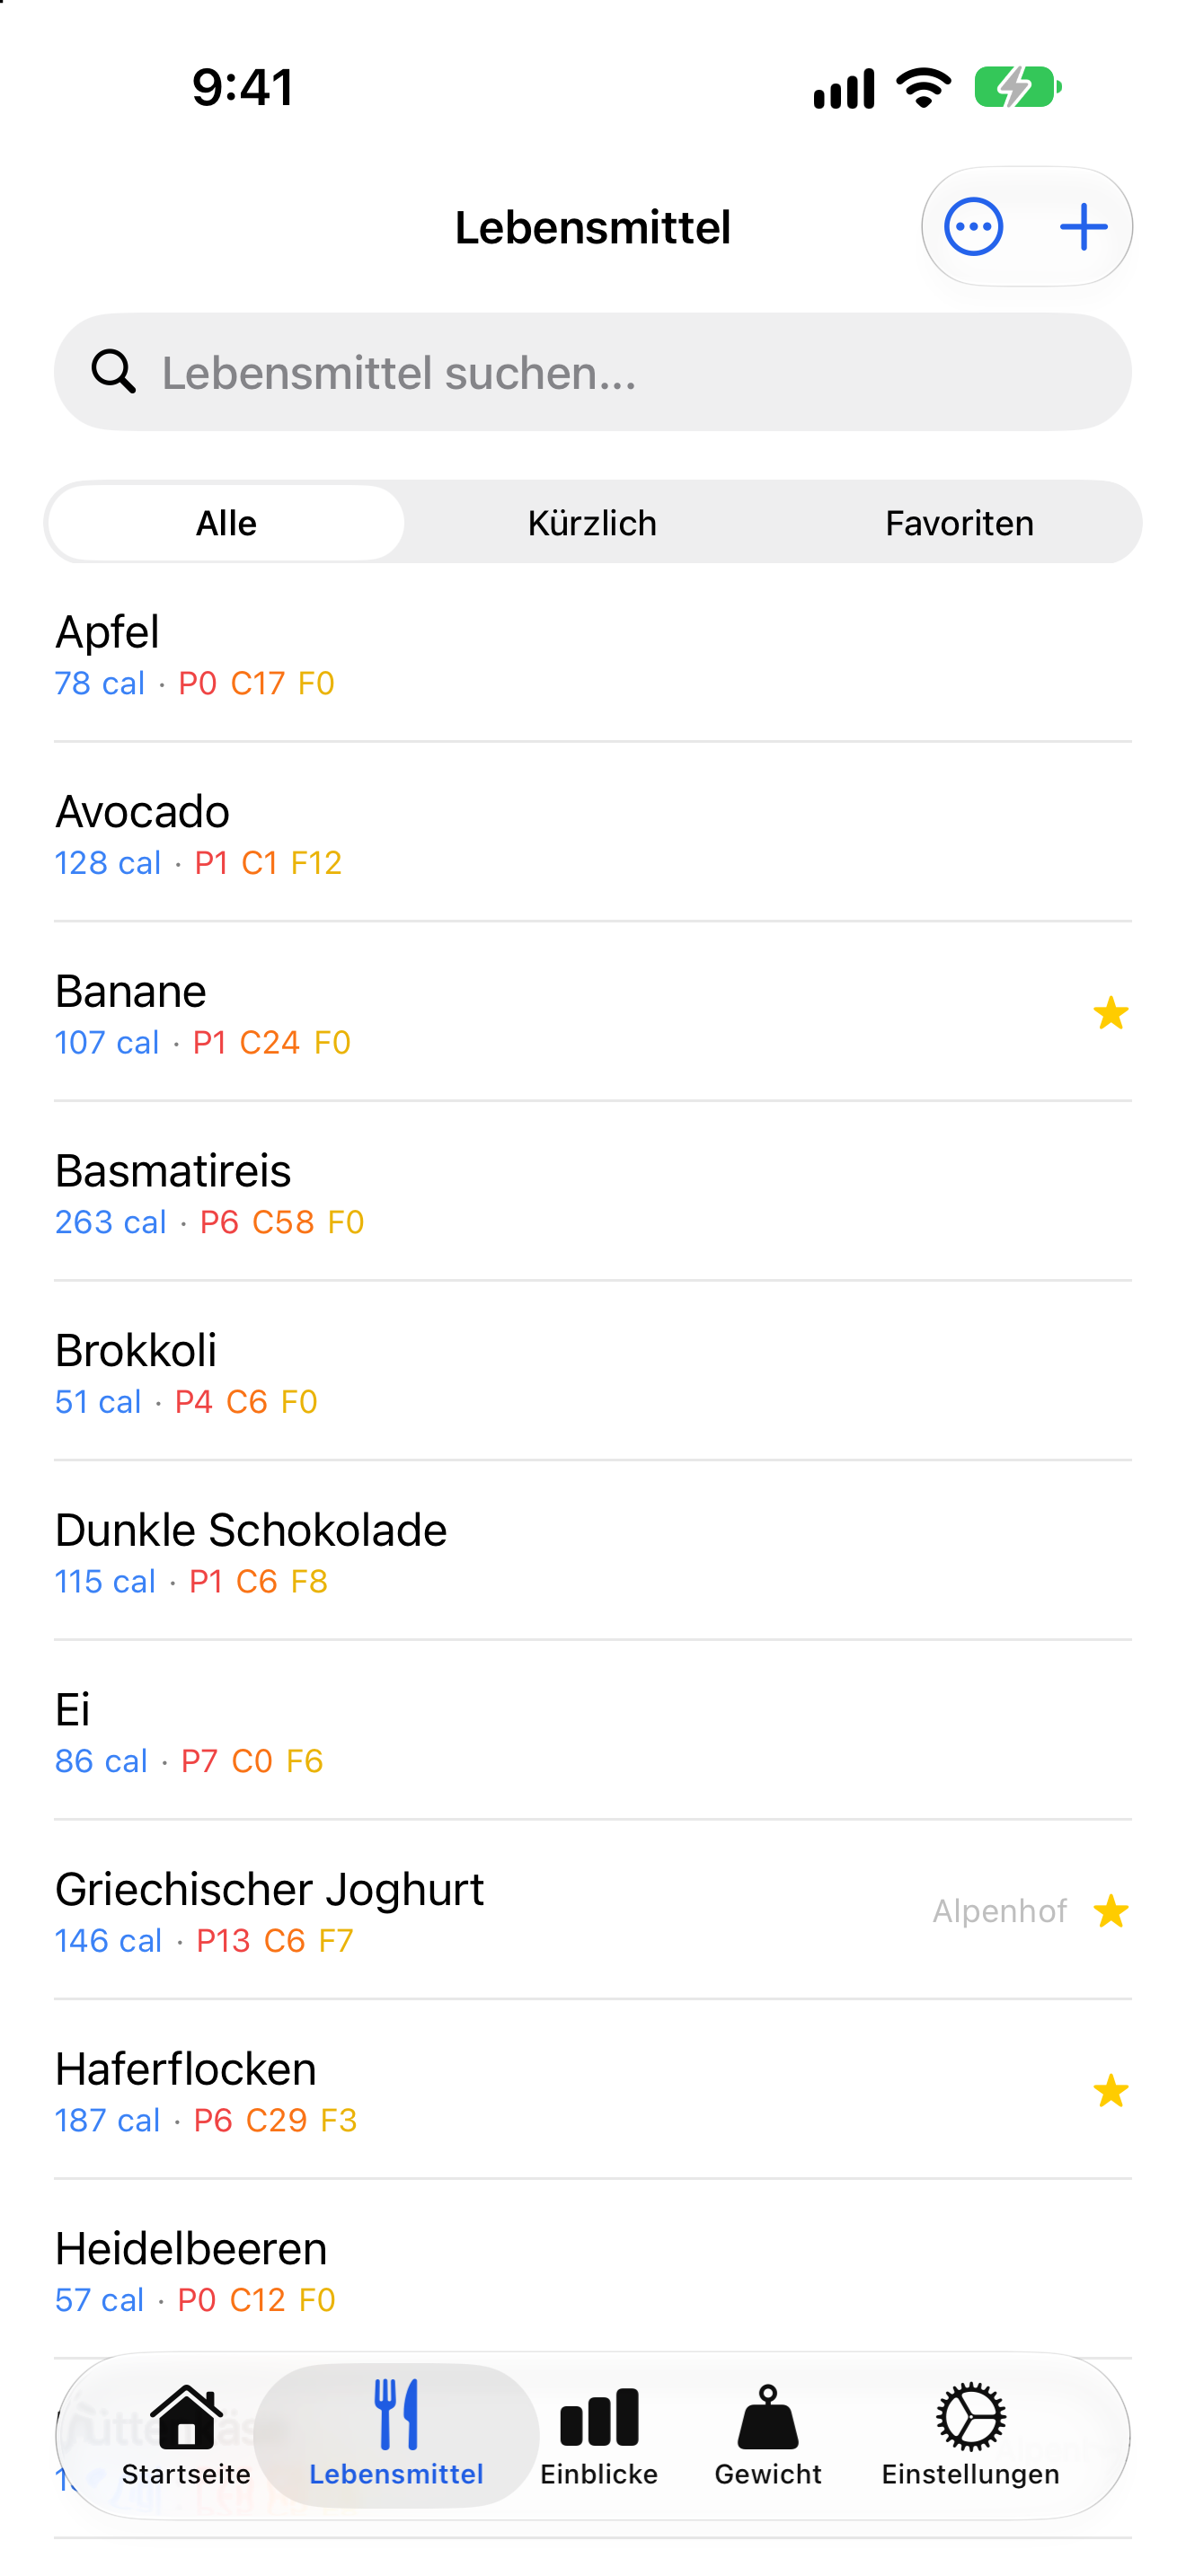 9:41
Lebensmittel
Lebensmittel suchen...
Alle
Kürzlich
Favoriten
Apfel
78 cal · P0 C17 F0
Avocado
128 cal · P1 C1 F12
Banane
107 cal · P1 C24 F0
Basmatireis
263 cal · P6 C58 F0
Brokkoli
51 cal · P4 C6 F0
Dunkle Schokolade
115 cal · P1 C6 F8
Ei
86 cal · P7 C0 F6
Griechischer Joghurt
Alpenhof
146 cal · P13 C6 F7
Haferflocken
187 cal · P6 C29 F3
Heidelbeeren
57 cal · P0 C12 F0
Startseite
Lebensmittel
Einblicke
Gewicht
Einstellungen